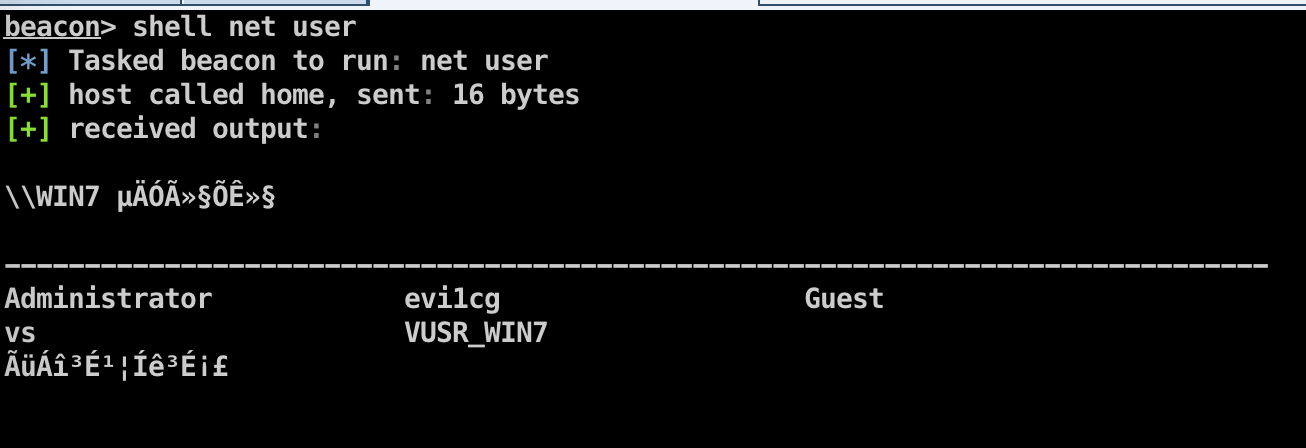 beacon> shell net user
[*] Tasked beacon to run: net user
[+] host called home, sent: 16 bytes
[+] received output:
\\WIN7 µÄÓÃ»§ÕÊ»§
-------------------------------------------------------------------------------
Administrator evi1cg Guest
vs VUSR_WIN7
ÃüÁî³É¹¦Íê³É¡£